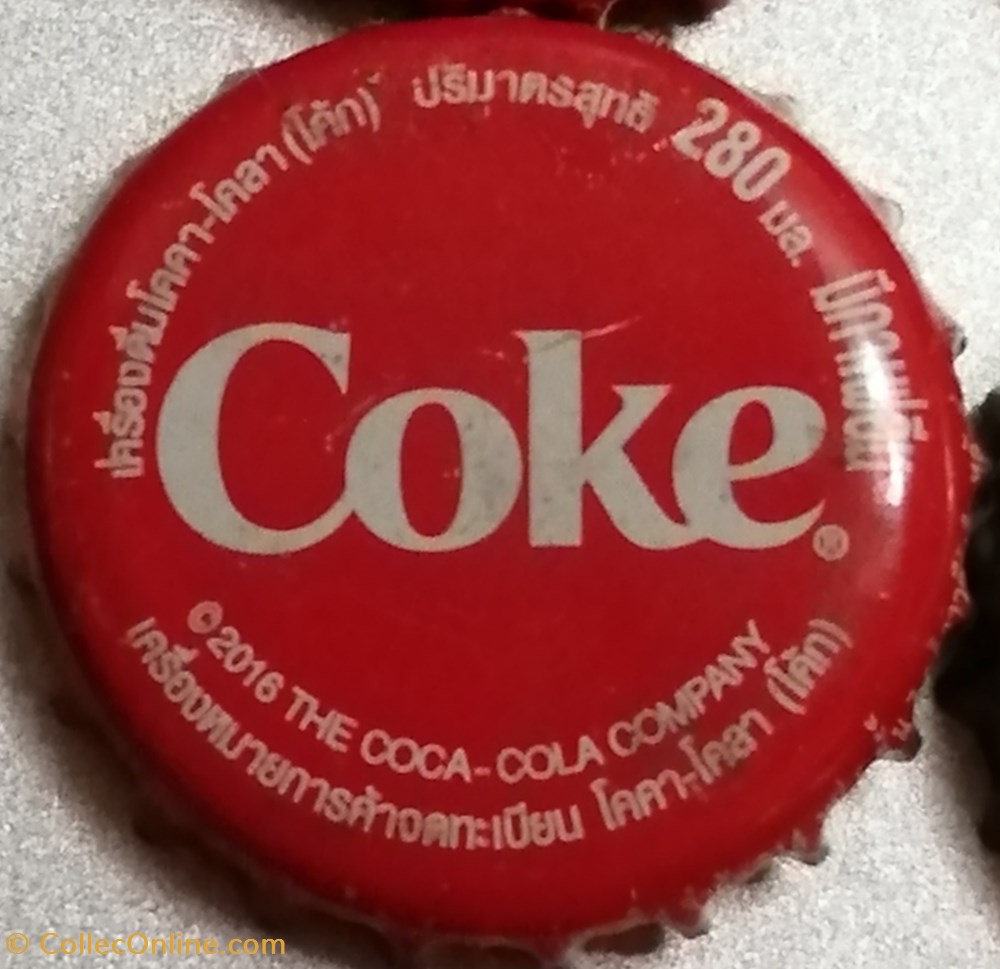 เครื่องดื่มโคคา-โคลา (โค้ก) ปริมาตรสุทธิ 280 มล.
Coke®
©2016 THE COCA-COLA COMPANY
เครื่องหมายการค้าจดทะเบียน โคคา-โคลา (โค้ก)
© CollecOnline.com